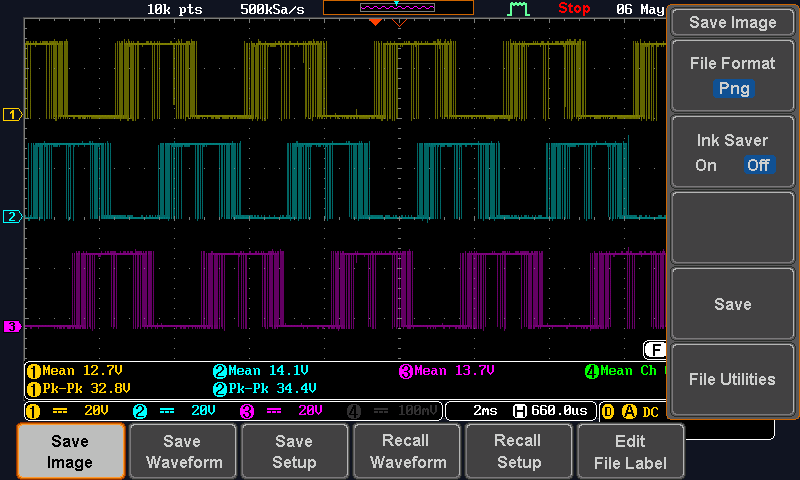 10k pts 500kSa/s Stop 06 May
Save Image
File Format
Png
Ink Saver
On Off
Save
File Utilities
1
2
3
F
1 Mean 12.7V 2 Mean 14.1V 3 Mean 13.7V 4 Mean Ch
1 Pk-Pk 32.8V 2 Pk-Pk 34.4V
1 20V 2 20V 3 20V 4 100mV 2ms H 660.0us D A DC
Save Image
Save Waveform
Save Setup
Recall Waveform
Recall Setup
Edit File Label